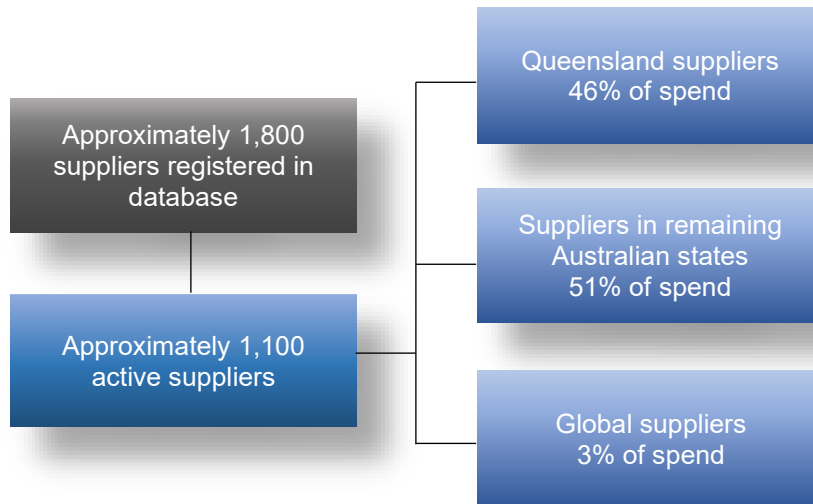 Approximately 1,800
suppliers registered in
database
Approximately 1,100
active suppliers
Queensland suppliers
46% of spend
Suppliers in remaining
Australian states
51% of spend
Global suppliers
3% of spend